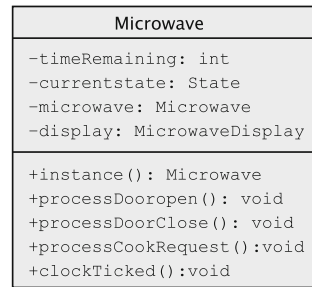 Microwave
-timeRemaining: int
-currentstate: State
-microwave: Microwave
-display: MicrowaveDisplay
+instance(): Microwave
+processDooropen(): void
+processDoorClose(): void
+processCookRequest():void
+clockTicked():void